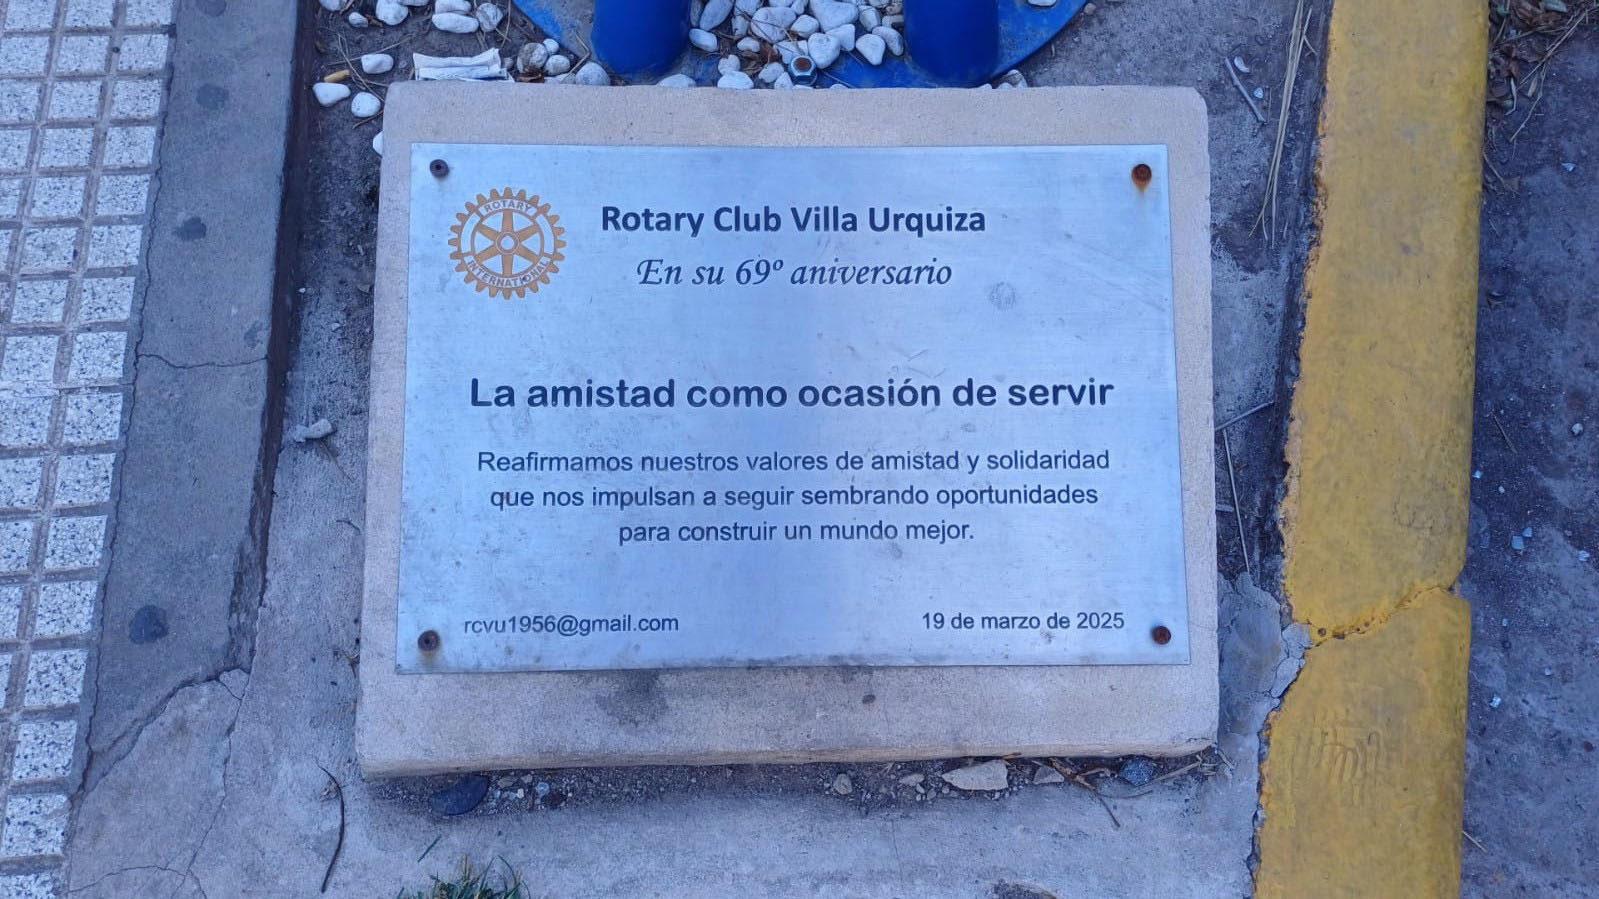 ROTARY
INTERNATIONAL
Rotary Club Villa Urquiza
En su 69º aniversario
La amistad como ocasión de servir
Reafirmamos nuestros valores de amistad y solidaridad
que nos impulsan a seguir sembrando oportunidades
para construir un mundo mejor.
rcvu1956@gmail.com
19 de marzo de 2025